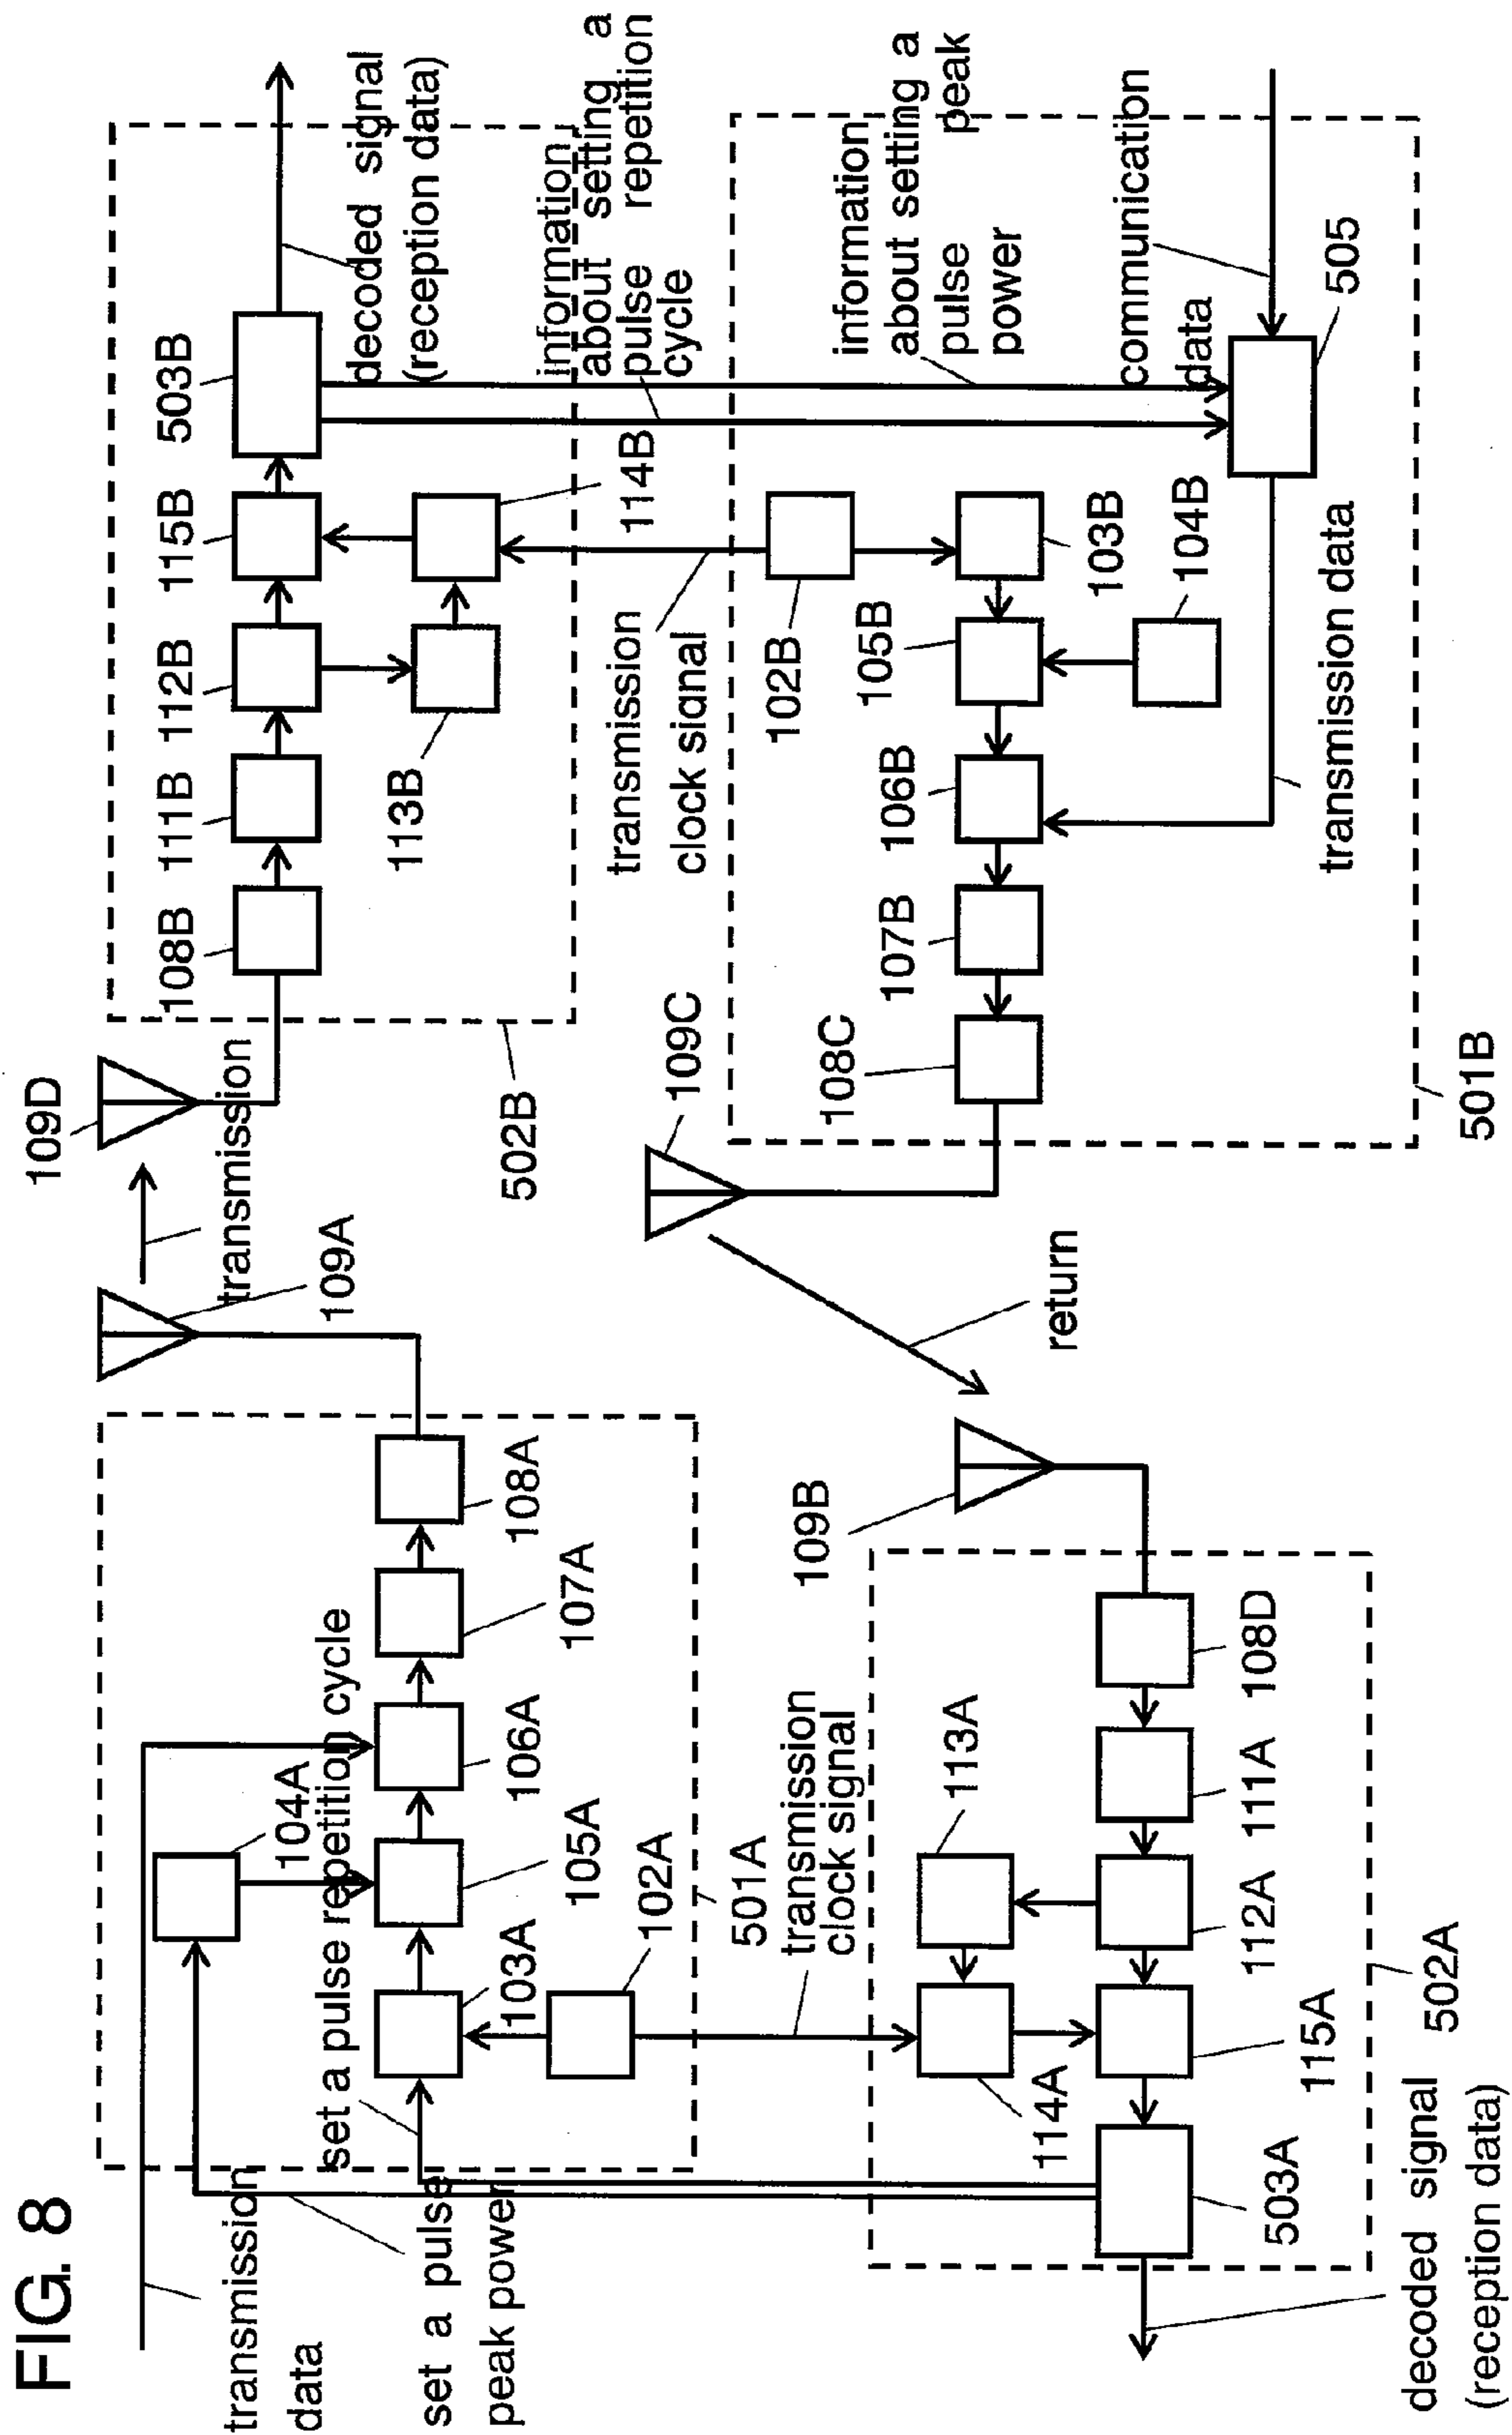 FIG. 8
transmission
data
set a pulse
peak power
set a pulse repetition cycle
104A
103A
102A
105A
106A
107A
108A
501A
109A
transmission
109D
transmission
clock signal
decoded signal
(reception data)
503A
114A
115A
502A
112A
113A
111A
108D
109B
return
109C
502B
108B
111B
112B
115B
503B
113B
114B
decoded signal
(reception data)
information
about setting a
pulse repetition
cycle
transmission
clock signal
501B
108C
107B
106B
105B
102B
103B
104B
transmission data
information
about setting a
pulse peak
power
communication
data
505